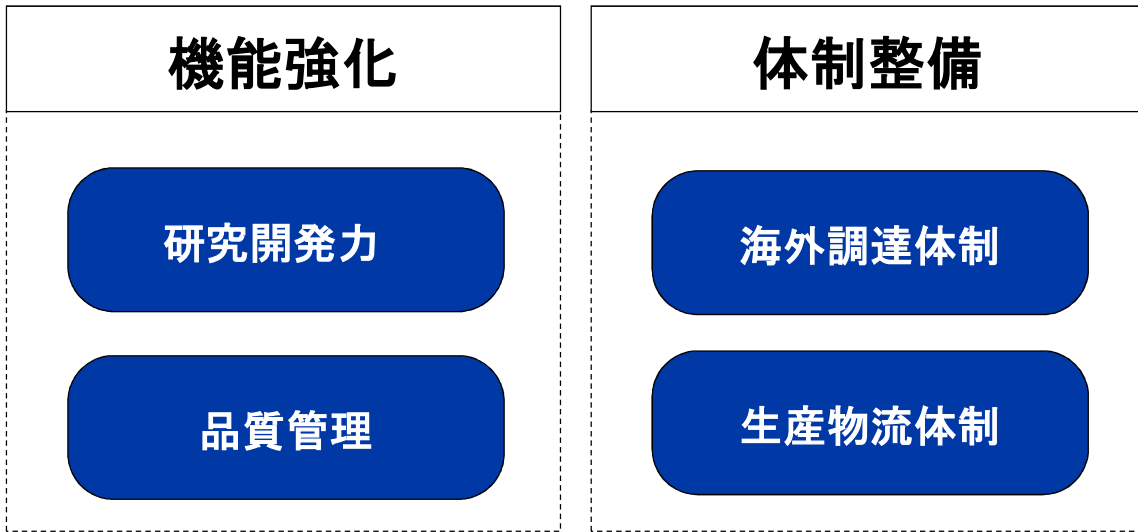 機能強化
研究開発力
品質管理
体制整備
海外調達体制
生産物流体制